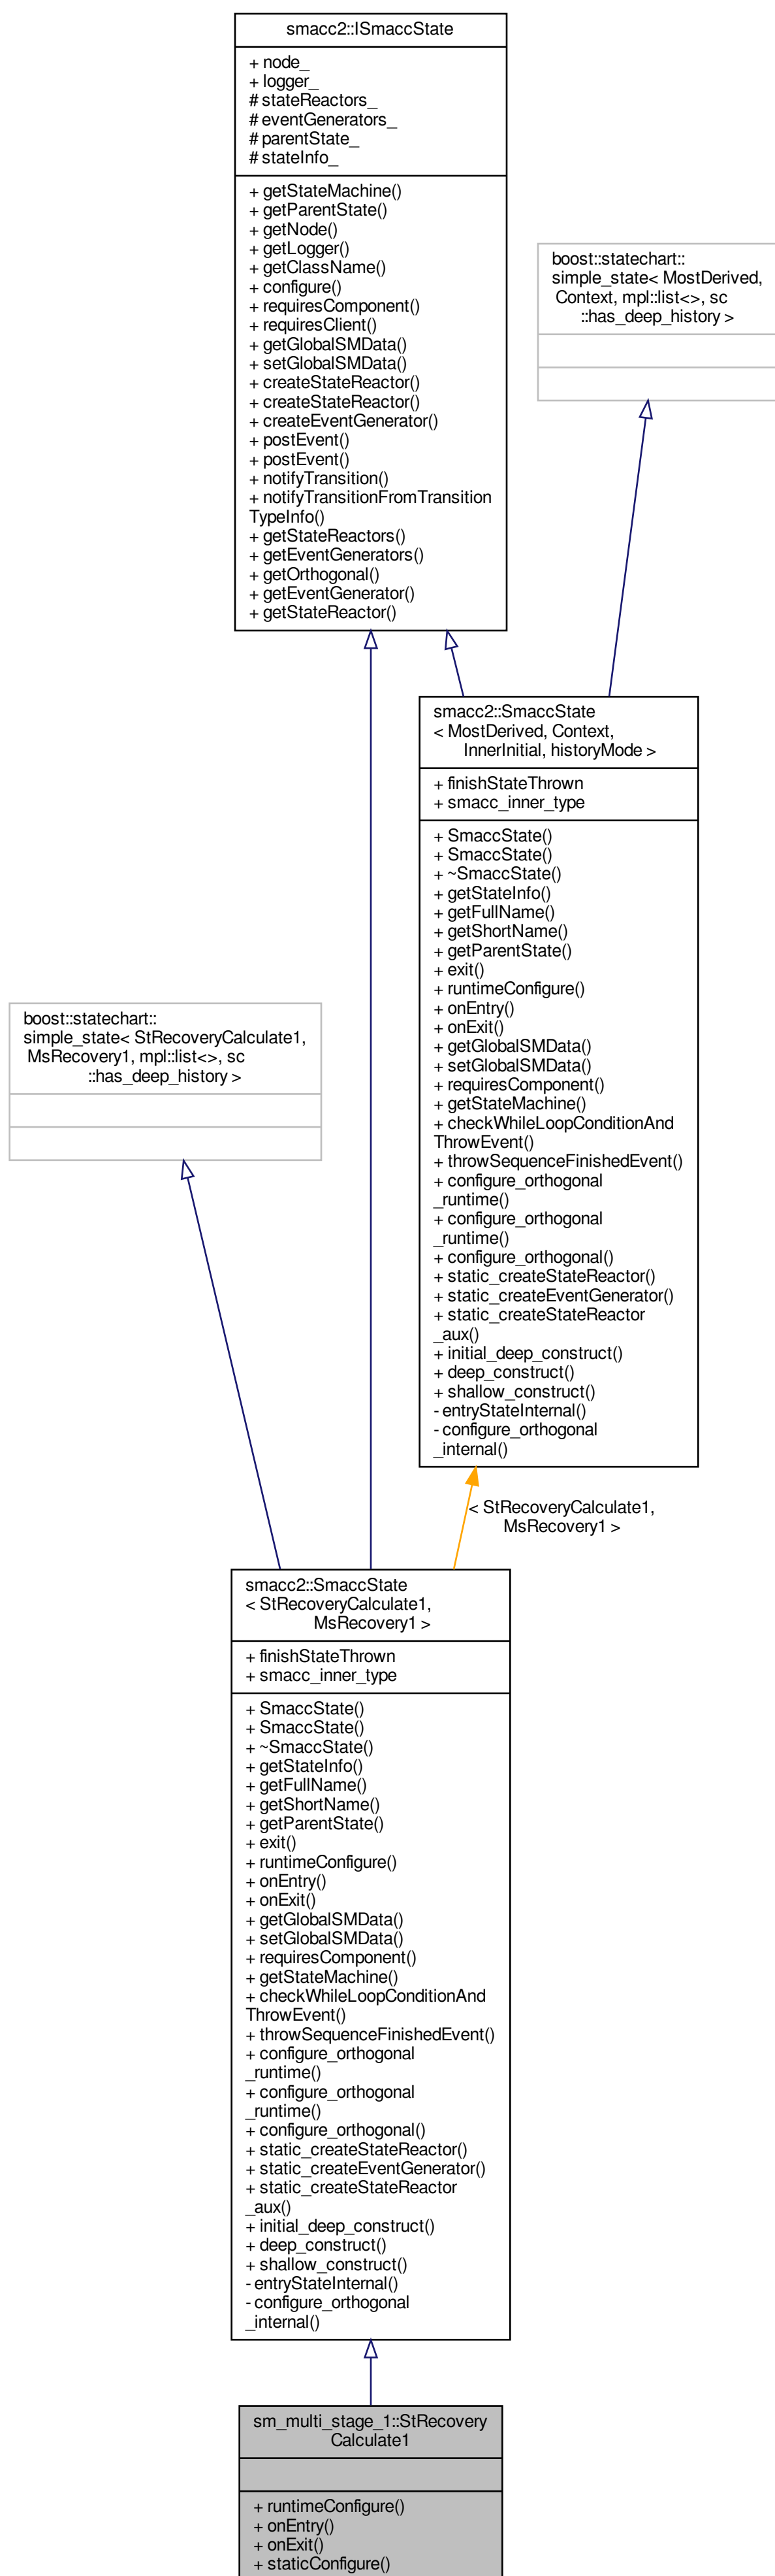 smacc2::ISmaccState
+ node_
+ logger_
# stateReactors_
# eventGenerators_
# parentState_
# stateInfo_
+ getStateMachine()
+ getParentState()
+ getNode()
+ getLogger()
+ getClassName()
+ configure()
+ requiresComponent()
+ requiresClient()
+ getGlobalSMData()
+ setGlobalSMData()
+ createStateReactor()
+ createStateReactor()
+ createEventGenerator()
+ postEvent()
+ postEvent()
+ notifyTransition()
+ notifyTransitionFromTransition
TypeInfo()
+ getStateReactors()
+ getEventGenerators()
+ getOrthogonal()
+ getEventGenerator()
+ getStateReactor()
boost::statechart::
simple_state< MostDerived,
Context, mpl::list<>, sc
::has_deep_history >
smacc2::SmaccState
< MostDerived, Context,
InnerInitial, historyMode >
+ finishStateThrown
+ smacc_inner_type
+ SmaccState()
+ SmaccState()
+ ~SmaccState()
+ getStateInfo()
+ getFullName()
+ getShortName()
+ getParentState()
+ exit()
+ runtimeConfigure()
+ onEntry()
+ onExit()
+ getGlobalSMData()
+ setGlobalSMData()
+ requiresComponent()
+ getStateMachine()
+ checkWhileLoopConditionAnd
ThrowEvent()
+ throwSequenceFinishedEvent()
+ configure_orthogonal
_runtime()
+ configure_orthogonal
_runtime()
+ configure_orthogonal()
+ static_createStateReactor()
+ static_createEventGenerator()
+ static_createStateReactor
_aux()
+ initial_deep_construct()
+ deep_construct()
+ shallow_construct()
- entryStateInternal()
- configure_orthogonal
_internal()
boost::statechart::
simple_state< StRecoveryCalculate1,
MsRecovery1, mpl::list<>, sc
::has_deep_history >
< StRecoveryCalculate1,
MsRecovery1 >
smacc2::SmaccState
< StRecoveryCalculate1,
MsRecovery1 >
+ finishStateThrown
+ smacc_inner_type
+ SmaccState()
+ SmaccState()
+ ~SmaccState()
+ getStateInfo()
+ getFullName()
+ getShortName()
+ getParentState()
+ exit()
+ runtimeConfigure()
+ onEntry()
+ onExit()
+ getGlobalSMData()
+ setGlobalSMData()
+ requiresComponent()
+ getStateMachine()
+ checkWhileLoopConditionAnd
ThrowEvent()
+ throwSequenceFinishedEvent()
+ configure_orthogonal
_runtime()
+ configure_orthogonal
_runtime()
+ configure_orthogonal()
+ static_createStateReactor()
+ static_createEventGenerator()
+ static_createStateReactor
_aux()
+ initial_deep_construct()
+ deep_construct()
+ shallow_construct()
- entryStateInternal()
- configure_orthogonal
_internal()
sm_multi_stage_1::StRecovery
Calculate1
+ runtimeConfigure()
+ onEntry()
+ onExit()
+ staticConfigure()